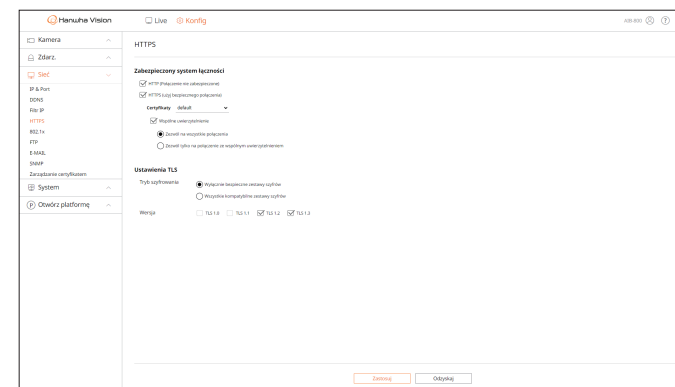 Hanwha Vision
Live
Konfig
Kamera
Zdarz.
Sieć
IP & Port
DDNS
Filtr IP
HTTPS
802.1x
FTP
E-MAIL
SNMP
Zarządzanie certyfikatem
System
Otwórz platformę
HTTPS
Zabezpieczony system łączności
HTTP (Połączenie nie zabezpieczone)
HTTPS (użyj bezpiecznego połączenia)
Certyfikaty default
Wspólne uwierzytelnienie
Zezwól na wszystkie połączenia
Zezwól tylko na połączenie ze wspólnym uwierzytelnieniem
Ustawienia TLS
Tryb szyfrowania
Wyłącznie bezpieczne zestawy szyfrów
Wszystkie kompatybilne zestawy szyfrów
Wersja TLS 1.0 TLS 1.1 TLS 1.2 TLS 1.3
Zastosuj Odzyskaj